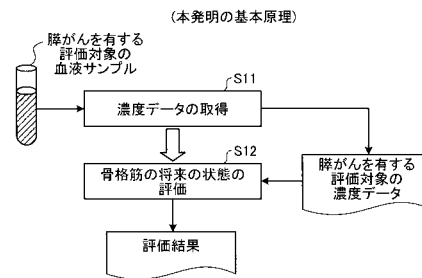 (本発明の基本原理)
膵がんを有する
評価対象の
血液サンプル
S11
濃度データの取得
S12
骨格筋の将来の状態の
評価
膵がんを有する
評価対象の
濃度データ
評価結果